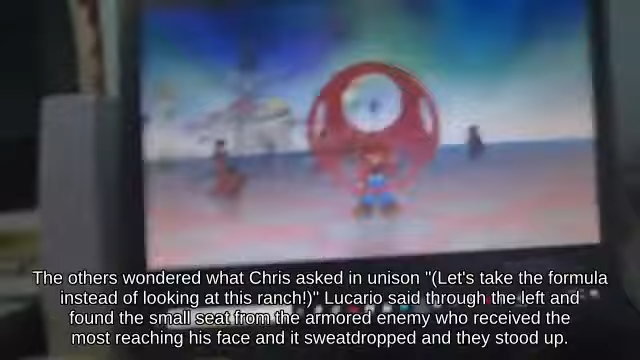 The others wondered what Chris asked in unison "(Let's take the formula
instead of looking at this ranch!)" Lucario said through the left and
found the small seat from the armored enemy who received the
most reaching his face and it sweatdropped and they stood up.